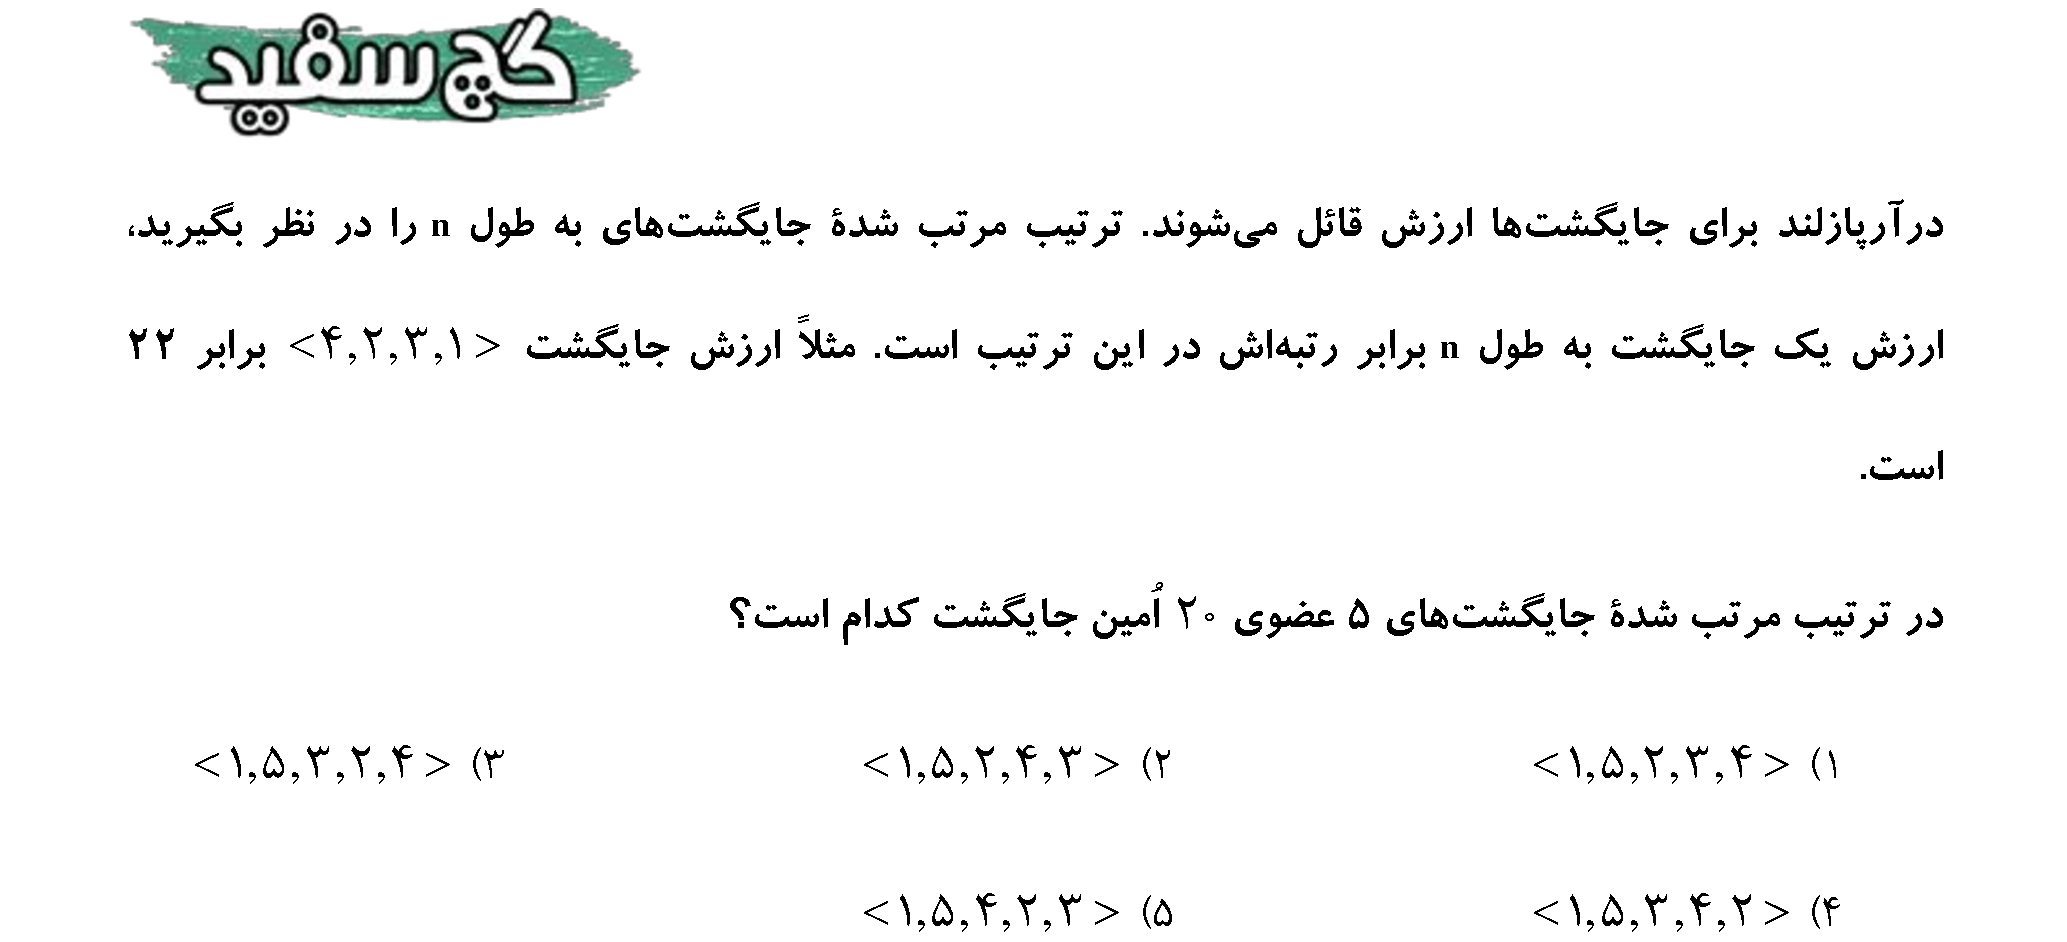 گچ سفید
درآرپازلند برای جایگشت‌ها ارزش قائل می‌شوند. ترتیب مرتب شدهٔ جایگشت‌های به طول n را در نظر بگیرید،
ارزش یک جایگشت به طول n برابر رتبه‌اش در این ترتیب است. مثلاً ارزش جایگشت <۴,۲,۳,۱> برابر ۲۲
است.
در ترتیب مرتب شدهٔ جایگشت‌های ۵ عضوی ۲۰ اُمین جایگشت کدام است؟
۱) <۱,۵,۲,۳,۴> ۲) <۱,۵,۲,۴,۳> ۳) <۱,۵,۳,۲,۴>
۴) <۱,۵,۳,۴,۲> ۵) <۱,۵,۴,۲,۳>